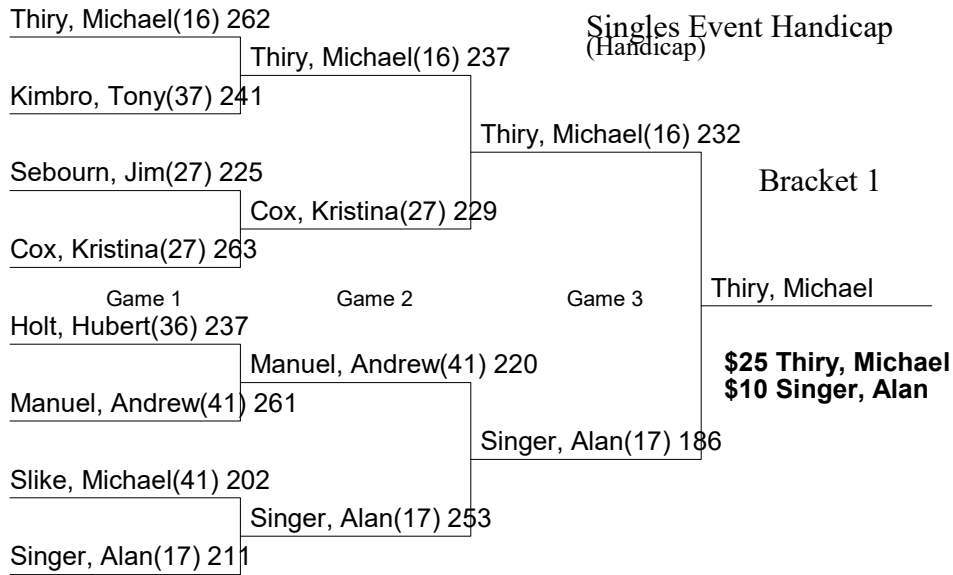 Thiry, Michael(16) 262
Singles Event Handicap
(Handicap)
Thiry, Michael(16) 237
Kimbro, Tony(37) 241
Thiry, Michael(16) 232
Sebourn, Jim(27) 225
Bracket 1
Cox, Kristina(27) 229
Cox, Kristina(27) 263
Game 1
Game 2
Game 3
Thiry, Michael
Holt, Hubert(36) 237
Manuel, Andrew(41) 220
$25 Thiry, Michael
$10 Singer, Alan
Manuel, Andrew(41) 261
Singer, Alan(17) 186
Slike, Michael(41) 202
Singer, Alan(17) 253
Singer, Alan(17) 211